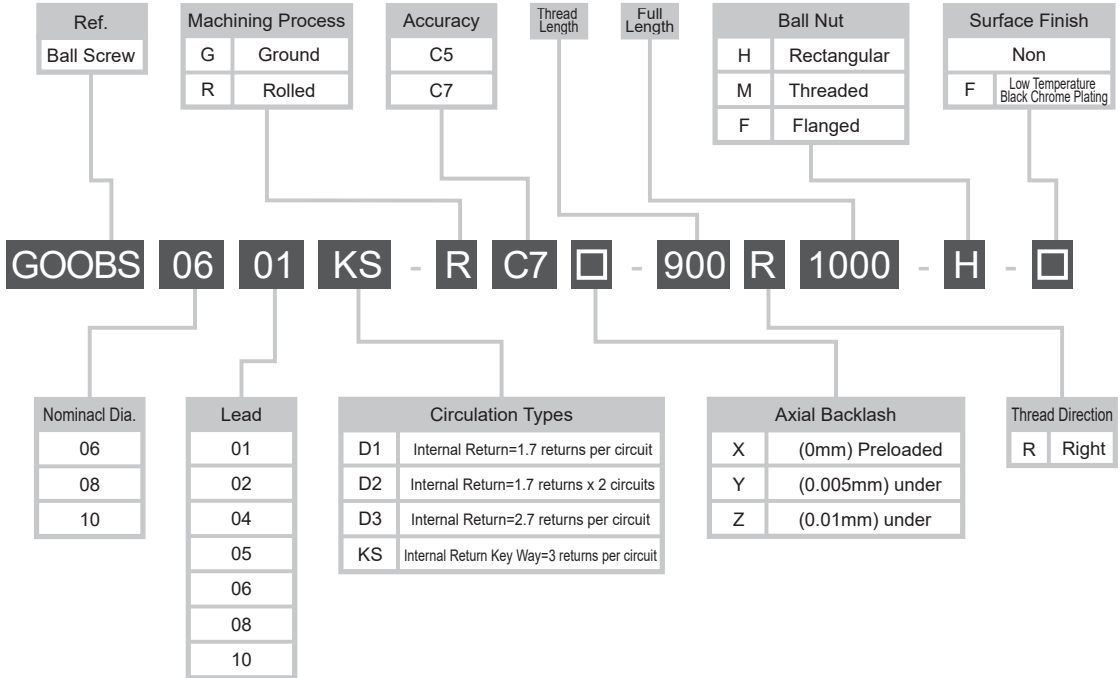 Ref.
Ball Screw
Machining Process
G Ground
R Rolled
Accuracy
C5
C7
Thread
Length
Full
Length
Ball Nut
H Rectangular
M Threaded
F Flanged
Surface Finish
Non
F Low Temperature
Black Chrome Plating
GOOBS 06 01 KS - R C7 □ - 900 R 1000 - H - □
Nominacl Dia.
06
08
10
Lead
01
02
04
05
06
08
10
Circulation Types
D1 Internal Return=1.7 returns per circuit
D2 Internal Return=1.7 returns x 2 circuits
D3 Internal Return=2.7 returns per circuit
KS Internal Return Key Way=3 returns per circuit
Axial Backlash
X (0mm) Preloaded
Y (0.005mm) under
Z (0.01mm) under
Thread Direction
R Right